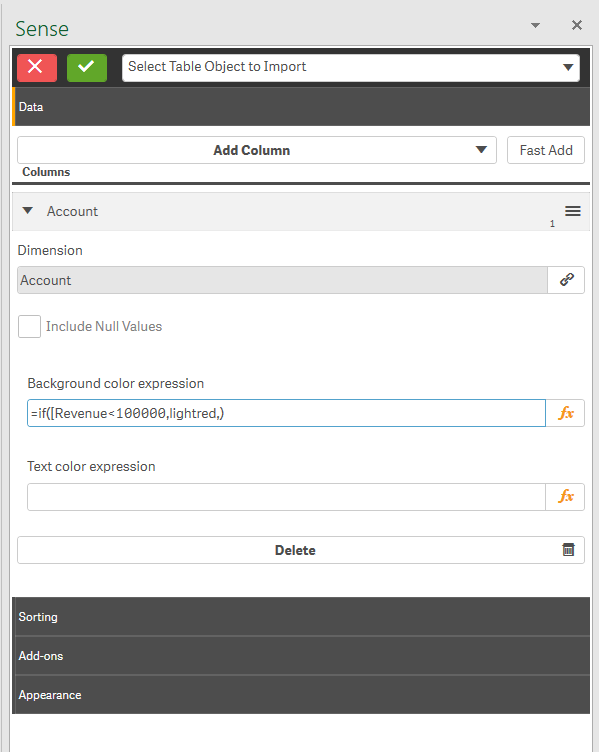 Sense
Select Table Object to Import
Data
Add Column
Fast Add
Columns
Account
1
Dimension
Account
Include Null Values
Background color expression
=if([Revenue<100000,lightred,)
fx
Text color expression
fx
Delete
Sorting
Add-ons
Appearance